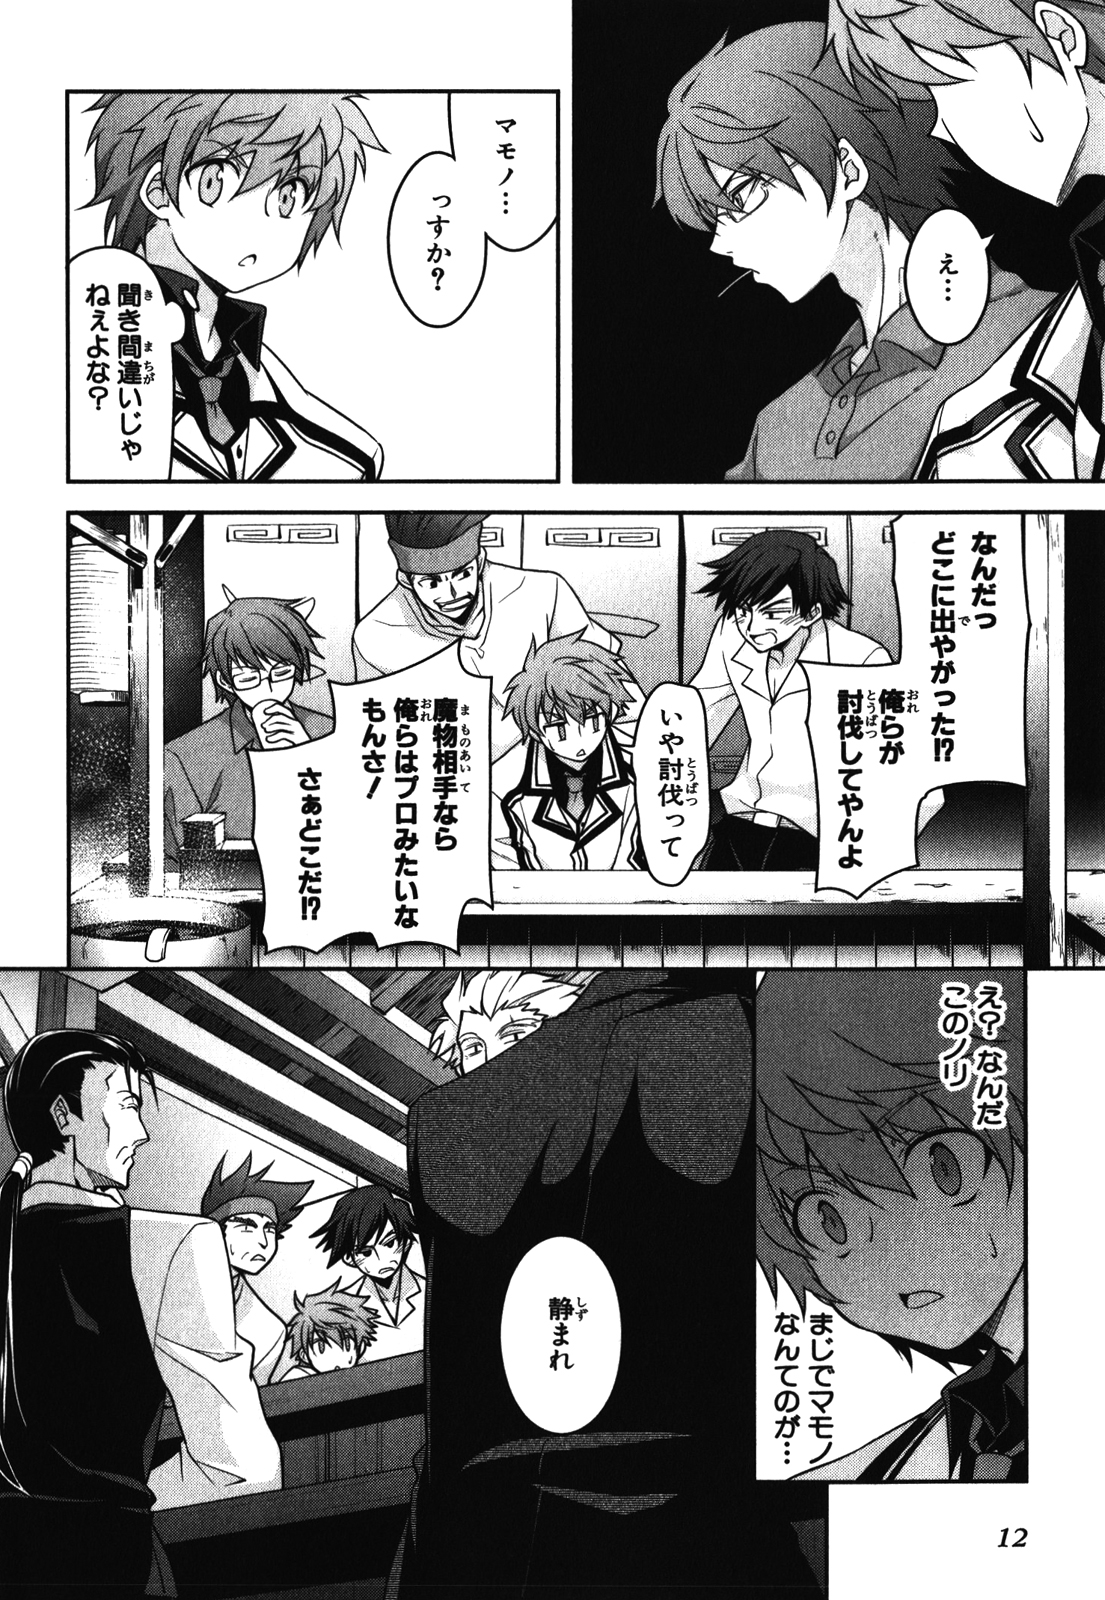 え…
マモノ…
っすか？
聞き間違いじゃ
ねぇよな？
なんだっ
どこに出やがった!?
俺らが
討伐してやんよ
いや討伐って
魔物相手なら
俺らはプロみたいな
もんさ！
さぁどこだ!?
え？なんだ
このノリ
まじでマモノ
なんてのが…
静まれ
12